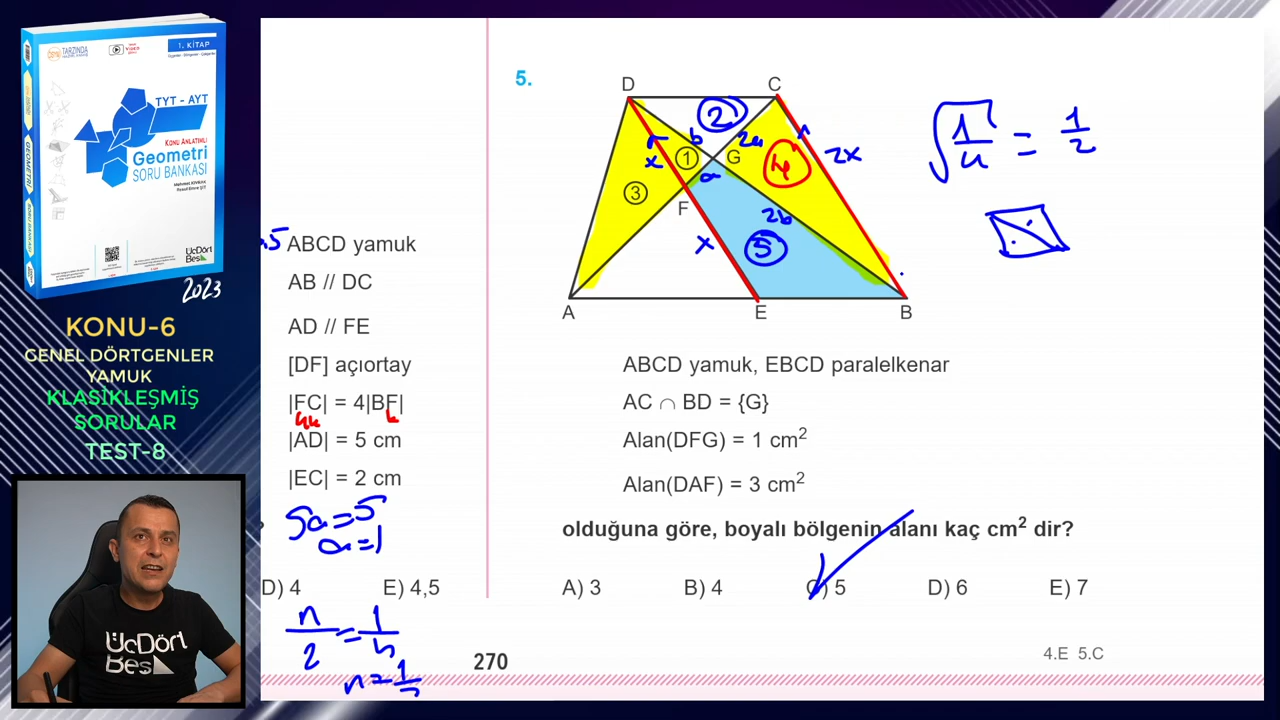 TARZINDA
1. KİTAP
TYT - AYT
KONU ANLATIMLI
Geometri
SORU BANKASI
GEOMETRİ
ÜçDört
Beş
2023
KONU-6
GENEL DÖRTGENLER
YAMUK
KLASİKLEŞMİŞ
SORULAR
TEST-8
ÜçDört
Beş
5
ABCD yamuk
AB // DC
AD // FE
[DF] açıortay
|FC| = 4|BF|
4k k
|AD| = 5 cm
|EC| = 2 cm
5a = 5
a = 1
D) 4 E) 4,5
n/2 = 1/4
n = 1/2
270
5.
D C
2
b 2a
x 1 G 4 2x
3 a
F 2b
x 5
A E B
√1/4 = 1/2
ABCD yamuk, EBCD paralelkenar
AC ∩ BD = {G}
Alan(DFG) = 1 cm²
Alan(DAF) = 3 cm²
olduğuna göre, boyalı bölgenin alanı kaç cm² dir?
A) 3 B) 4 C) 5 D) 6 E) 7
4.E 5.C